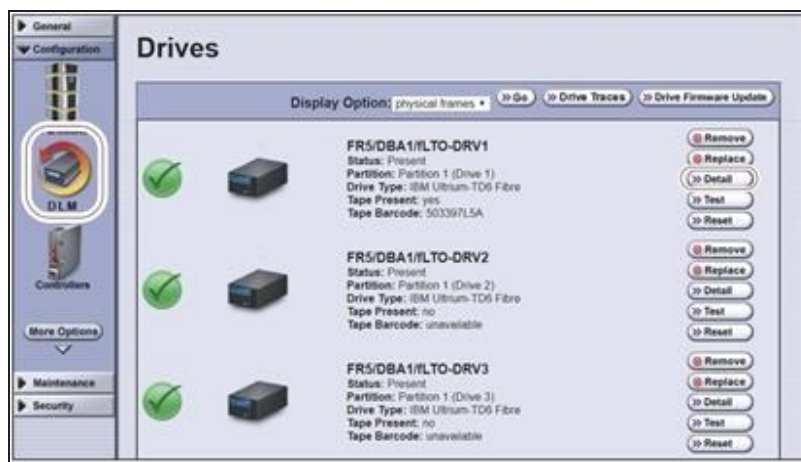 General
Configuration
Drives
Display Option: physical frames Go Drive Traces Drive Firmware Update
DLM
Controllers
More Options
Maintenance
Security
FR5/DBA1/fLTO-DRV1
Status: Present
Partition: Partition 1 (Drive 1)
Drive Type: IBM Ultrium-TD6 Fibre
Tape Present: yes
Tape Barcode: 503397L5A
Remove
Replace
Detail
Test
Reset
FR5/DBA1/fLTO-DRV2
Status: Present
Partition: Partition 1 (Drive 2)
Drive Type: IBM Ultrium-TD6 Fibre
Tape Present: no
Tape Barcode: unavailable
Remove
Replace
Detail
Test
Reset
FR5/DBA1/fLTO-DRV3
Status: Present
Partition: Partition 1 (Drive 3)
Drive Type: IBM Ultrium-TD6 Fibre
Tape Present: no
Tape Barcode: unavailable
Remove
Replace
Detail
Test
Reset